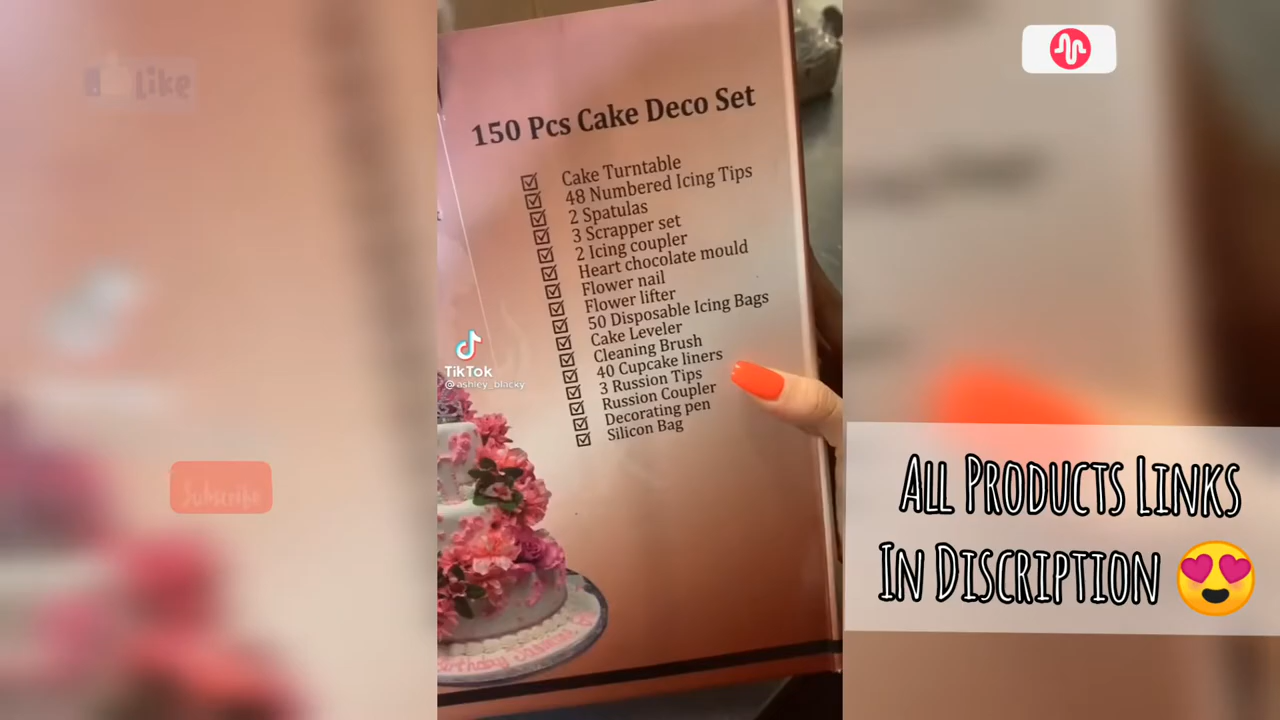 Like
Subscribe
150 Pcs Cake Deco Set
Cake Turntable
48 Numbered Icing Tips
2 Spatulas
3 Scrapper set
2 Icing coupler
Heart chocolate mould
Flower nail
Flower lifter
50 Disposable Icing Bags
Cake Leveler
Cleaning Brush
40 Cupcake liners
3 Russion Tips
Russion Coupler
Decorating pen
Silicon Bag
TikTok
@ashley_blacky
All Products Links
In Discription 😍